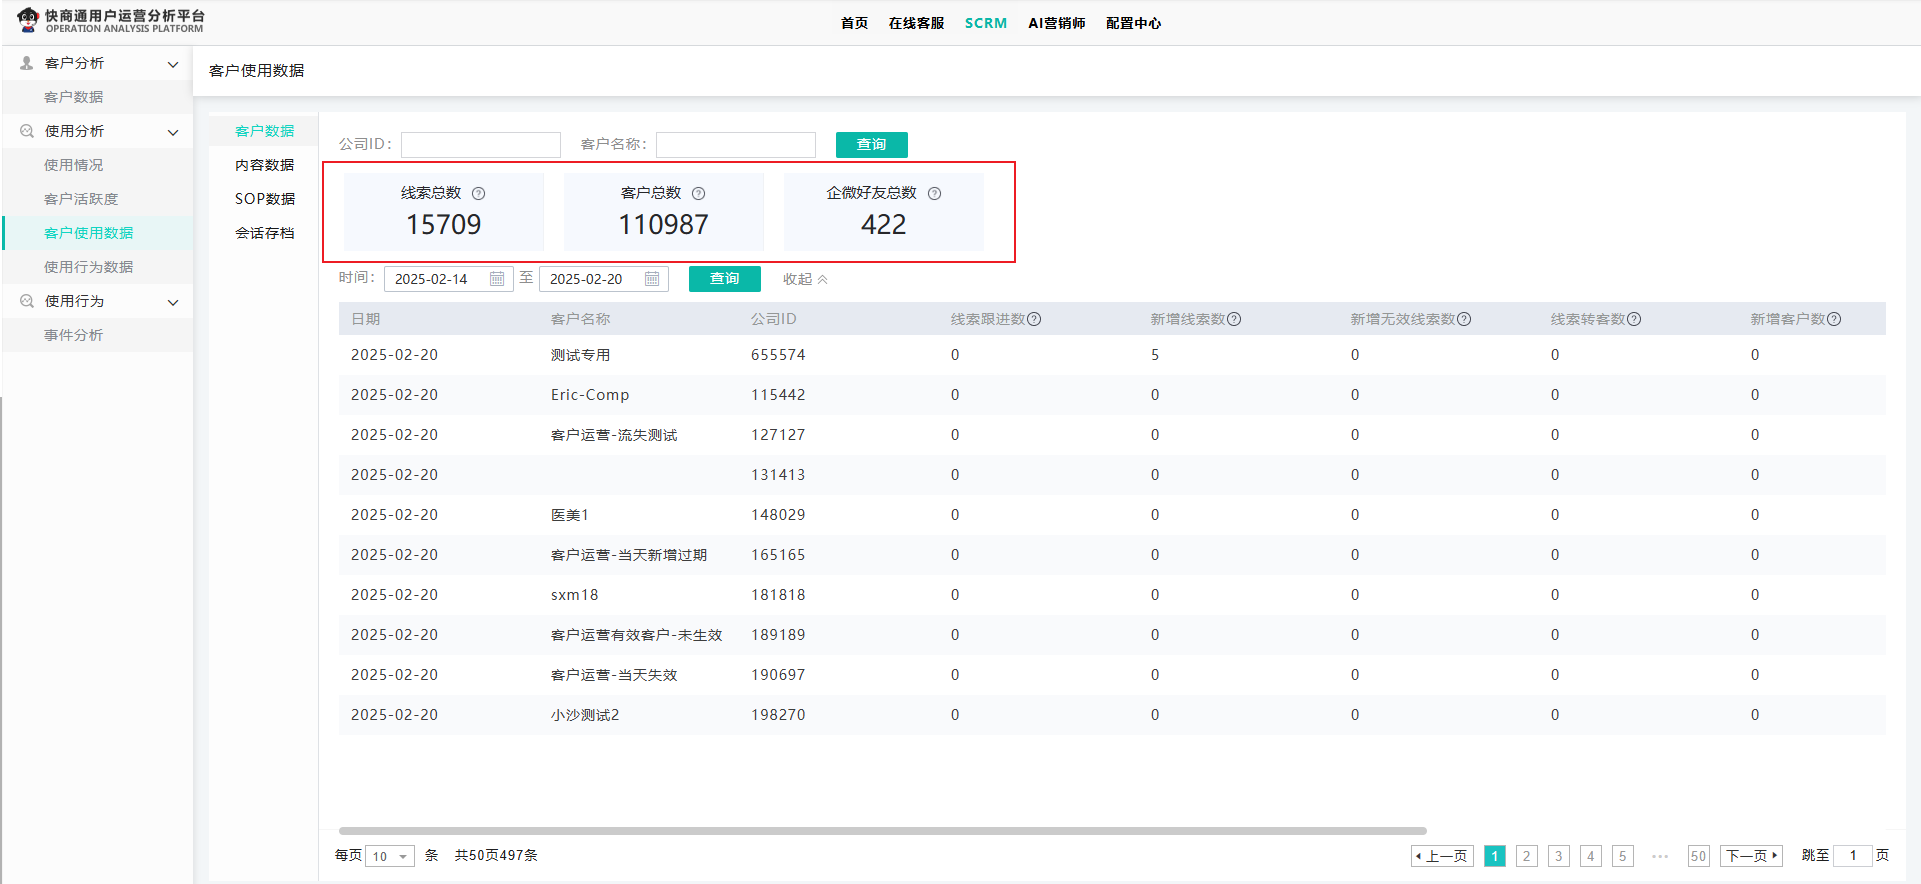 快商通用户运营分析平台
OPERATION ANALYSIS PLATFORM
首页 在线客服 SCRM AI营销师 配置中心
客户分析
客户数据
使用分析
使用情况
客户活跃度
客户使用数据
使用行为数据
使用行为
事件分析
客户使用数据
客户数据
内容数据
SOP数据
会话存档
公司ID： 客户名称： 查询
线索总数 ? 客户总数 ? 企微好友总数 ?
15709 110987 422
时间： 2025-02-14 至 2025-02-20 查询 收起
日期 客户名称 公司ID 线索跟进数? 新增线索数? 新增无效线索数? 线索转客数? 新增客户数?
2025-02-20 测试专用 655574 0 5 0 0 0
2025-02-20 Eric-Comp 115442 0 0 0 0 0
2025-02-20 客户运营-流失测试 127127 0 0 0 0 0
2025-02-20 131413 0 0 0 0 0
2025-02-20 医美1 148029 0 0 0 0 0
2025-02-20 客户运营-当天新增过期 165165 0 0 0 0 0
2025-02-20 sxm18 181818 0 0 0 0 0
2025-02-20 客户运营有效客户-未生效 189189 0 0 0 0 0
2025-02-20 客户运营-当天失效 190697 0 0 0 0 0
2025-02-20 小沙测试2 198270 0 0 0 0 0
每页 10 条 共50页497条 上一页 1 2 3 4 5 ••• 50 下一页 跳至 1 页